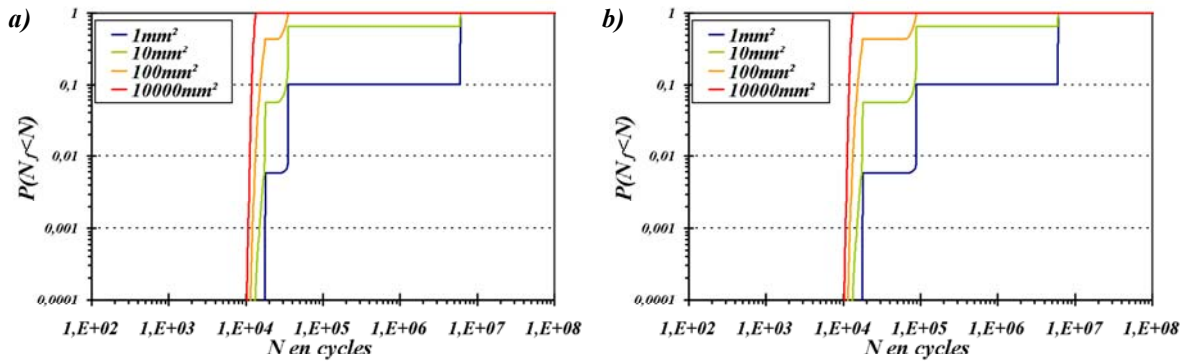 a)
P(N_f<N)
1
0,1
0,01
0,001
0,0001
1mm²
10mm²
100mm²
10000mm²
1,E+02 1,E+03 1,E+04 1,E+05 1,E+06 1,E+07 1,E+08
N en cycles
b)
P(N_f<N)
1
0,1
0,01
0,001
0,0001
1mm²
10mm²
100mm²
10000mm²
1,E+02 1,E+03 1,E+04 1,E+05 1,E+06 1,E+07 1,E+08
N en cycles